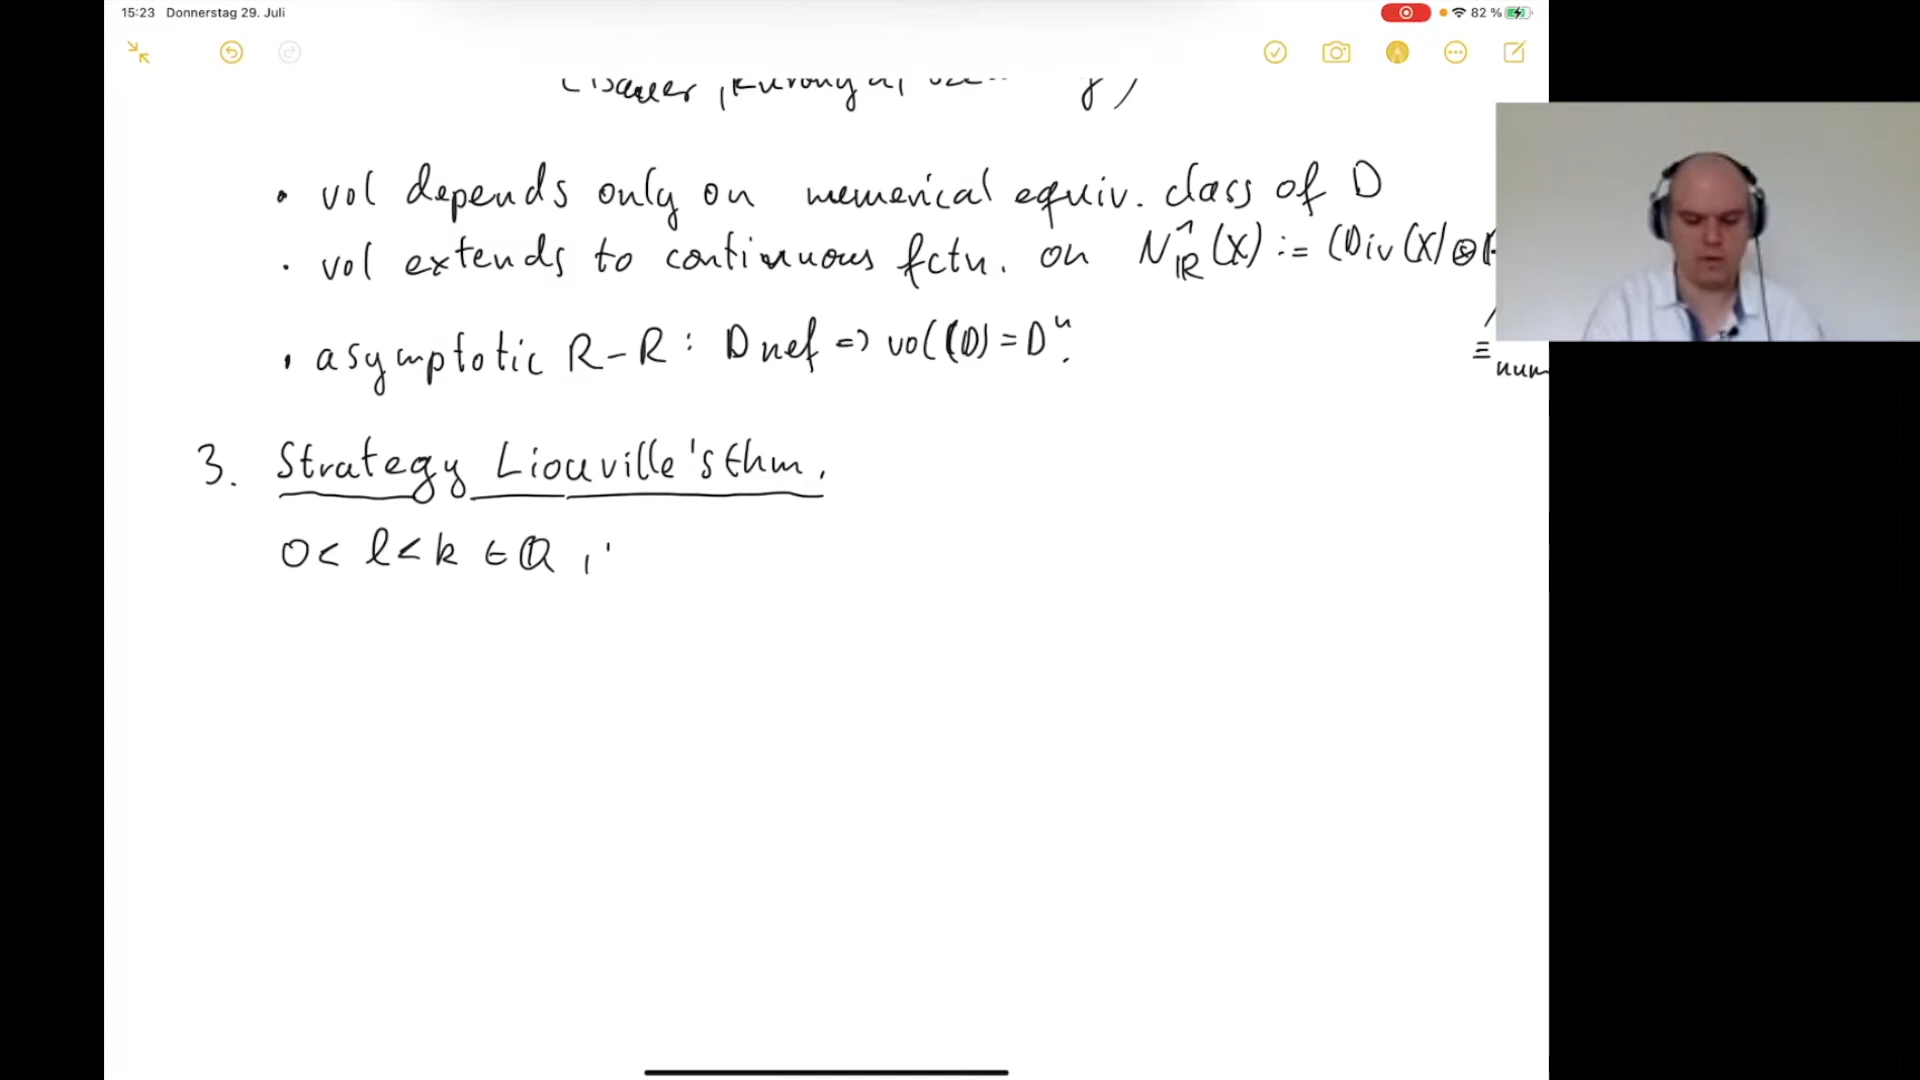 15:23 Donnerstag 29. Juli
82 %
• vol depends only on numerical equiv. class of D
• vol extends to continuous fctn. on N¹_ℝ(X) := (Div(X) ⊗
≡num
• asymptotic R-R: D nef => vol(D) = Dⁿ.
3. Strategy Liouville's thm.
0 < l < k ∈ ℚ ,